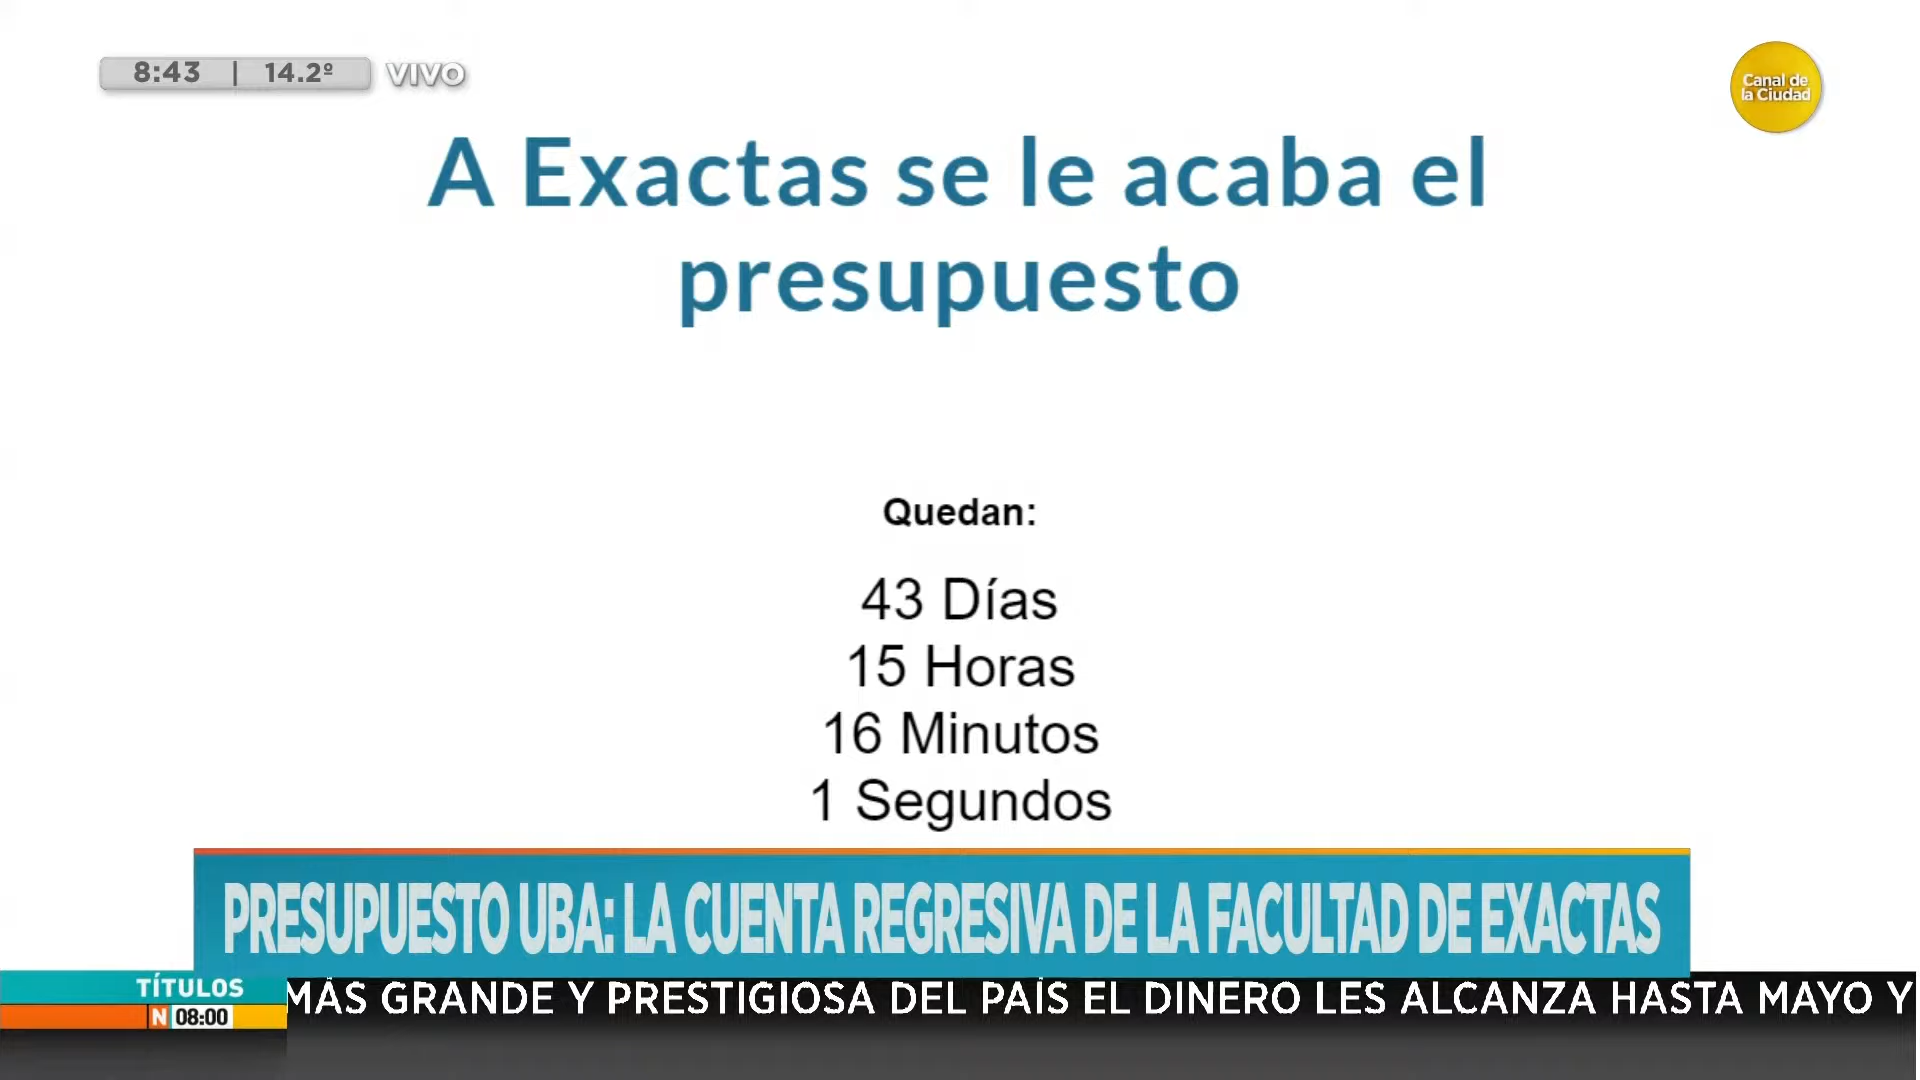 8:43 | 14.2º VIVO
Canal de
la Ciudad
A Exactas se le acaba el
presupuesto
Quedan:
43 Días
15 Horas
16 Minutos
1 Segundos
PRESUPUESTO UBA: LA CUENTA REGRESIVA DE LA FACULTAD DE EXACTAS
TÍTULOS
MÁS GRANDE Y PRESTIGIOSA DEL PAÍS EL DINERO LES ALCANZA HASTA MAYO Y
N 08:00